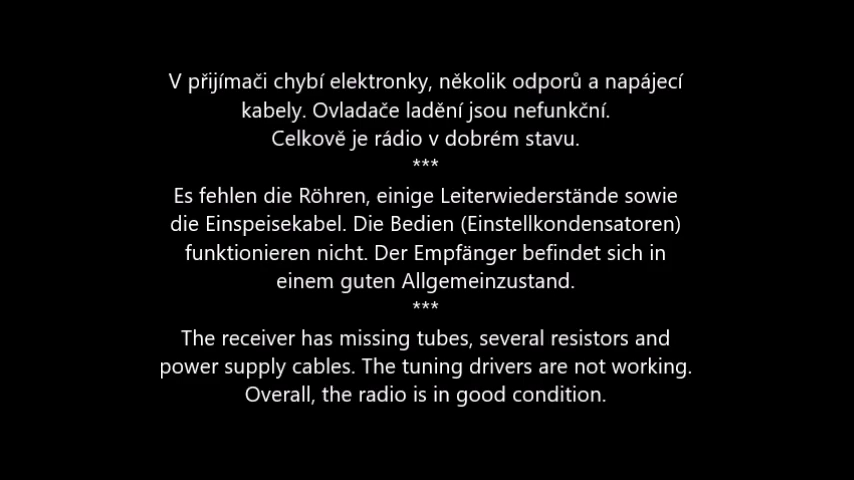 V přijímači chybí elektronky, několik odporů a napájecí
kabely. Ovladače ladění jsou nefunkční.
Celkově je rádio v dobrém stavu.
***
Es fehlen die Röhren, einige Leiterwiederstände sowie
die Einspeisekabel. Die Bedien (Einstellkondensatoren)
funktionieren nicht. Der Empfänger befindet sich in
einem guten Allgemeinzustand.
***
The receiver has missing tubes, several resistors and
power supply cables. The tuning drivers are not working.
Overall, the radio is in good condition.